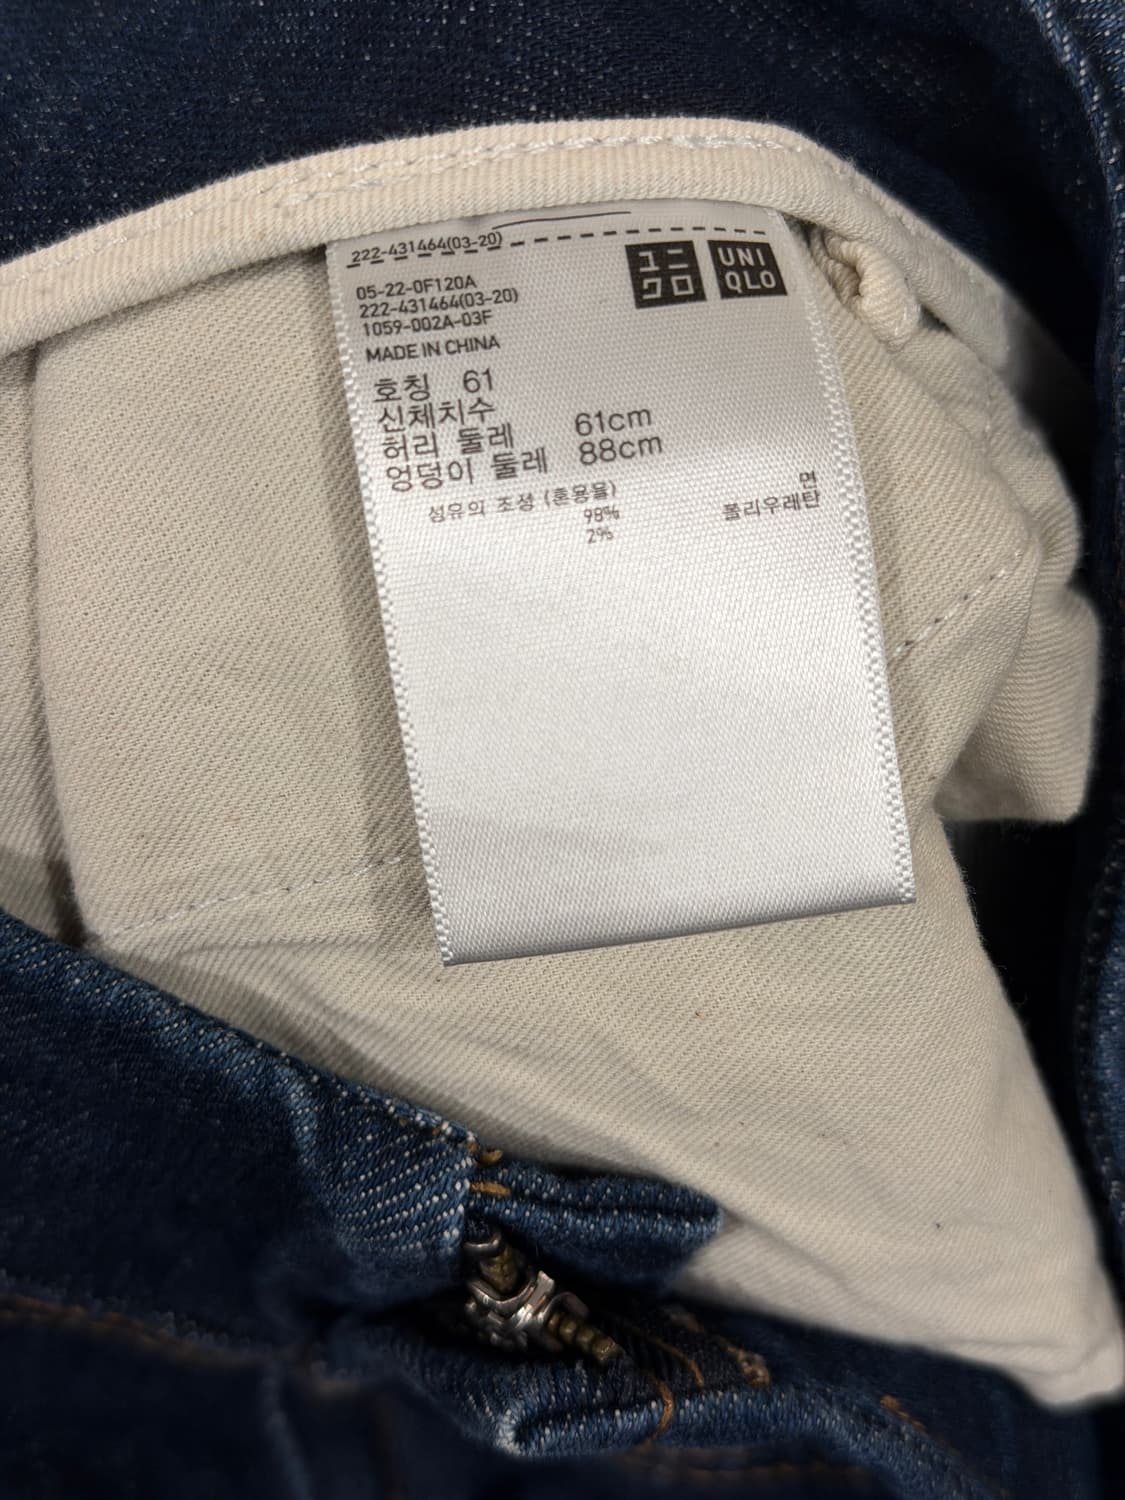 222-431464(03-20)
ユニクロ
UNIQLO
05-22-0F120A
222-431464(03-20)
1059-002A-03F
MADE IN CHINA
호칭 61
신체치수
허리 둘레 61cm
엉덩이 둘레 88cm
섬유의 조성 (혼용율)
98% 면
2% 폴리우레탄